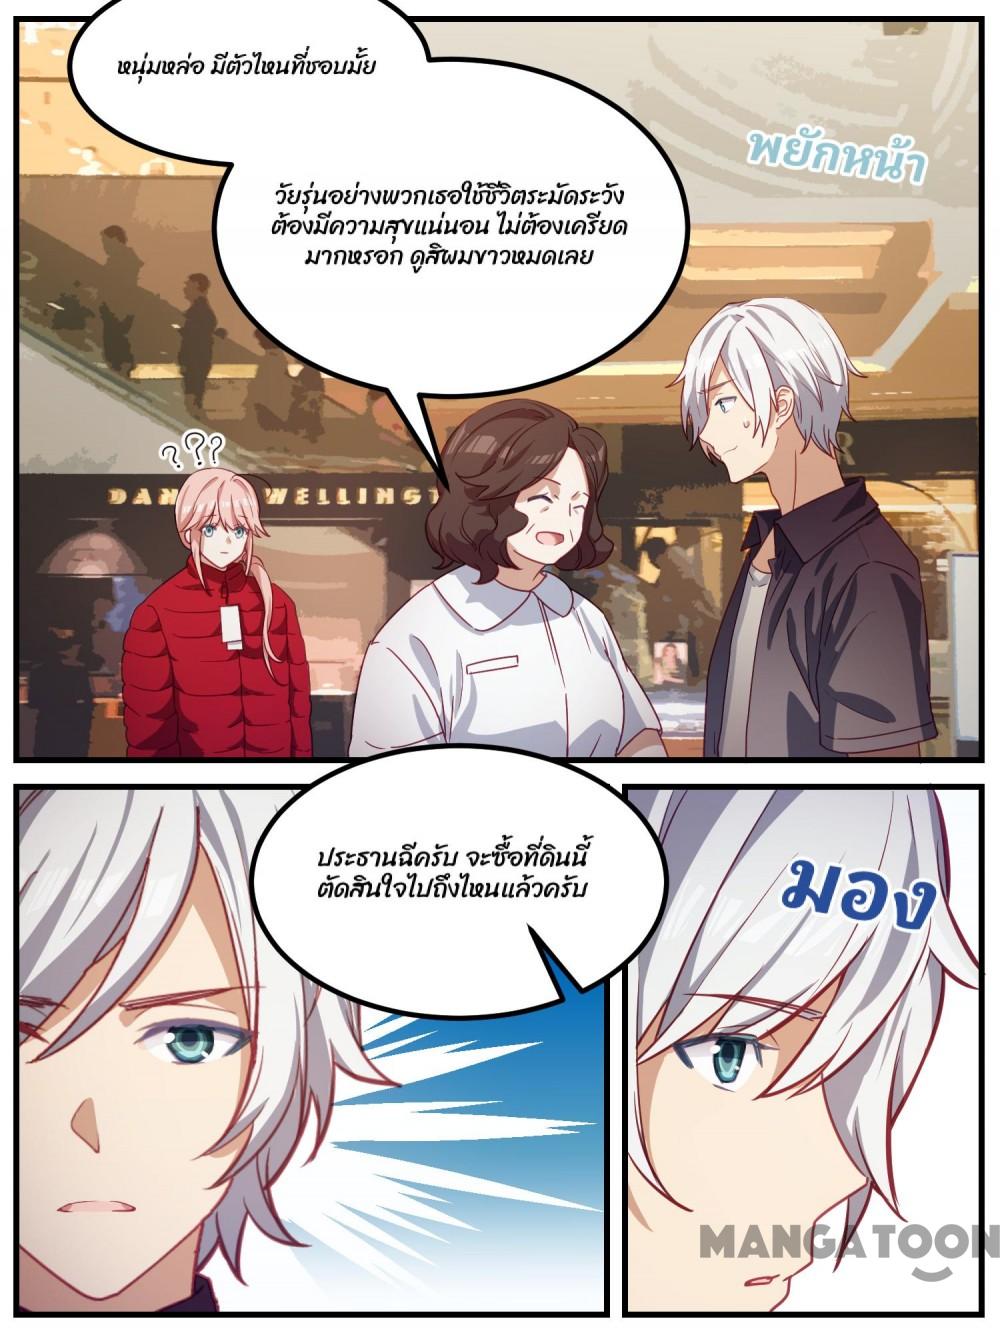 หนุ่มหล่อ มีตัวไหนที่ชอบมั้ย
วัยรุ่นอย่างพวกเธอใช้ชีวิตระมัดระวัง
ต้องมีความสุขแน่นอน ไม่ต้องเครียด
มากหรอก ดูสิผมขาวหมดเลย
พยักหน้า
???
WELLINGT
ประธานฉีครับ จะซื้อที่ดินนี้
ตัดสินใจไปถึงไหนแล้วครับ
มอง
MANGATOON